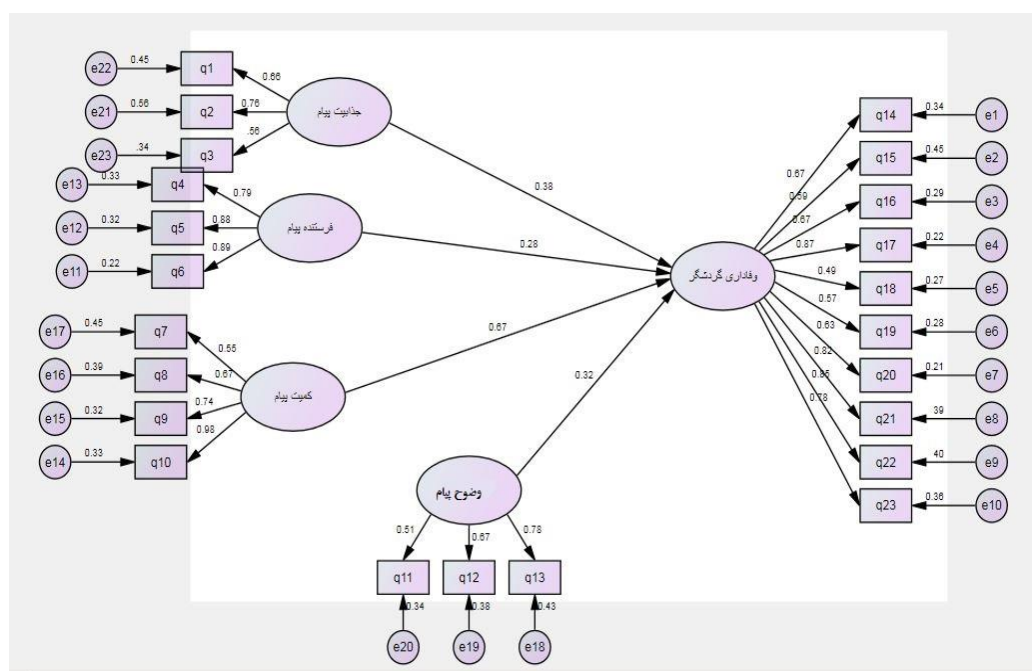 e22 0.45 q1 0.66
e21 0.56 q2 0.76
e23 .34 q3 .56
جذابیت پیام
0.38
e13 0.33 q4 0.79
e12 0.32 q5 0.88
e11 0.22 q6 0.89
فرستنده پیام
0.28
e17 0.45 q7 0.55
e16 0.39 q8 0.67
e15 0.32 q9 0.74
e14 0.33 q10 0.98
کمیت پیام
0.67
وضوح پیام
0.32
0.51 0.67 0.78
q11 q12 q13
0.34 0.38 0.43
e20 e19 e18
وفاداری گردشگر
0.67 q14 0.34 e1
0.59 q15 0.45 e2
0.67 q16 0.29 e3
0.87 q17 0.22 e4
0.49 q18 0.27 e5
0.57 q19 0.28 e6
0.63 q20 0.21 e7
0.82 q21 39 e8
0.85 q22 40 e9
0.78 q23 0.36 e10